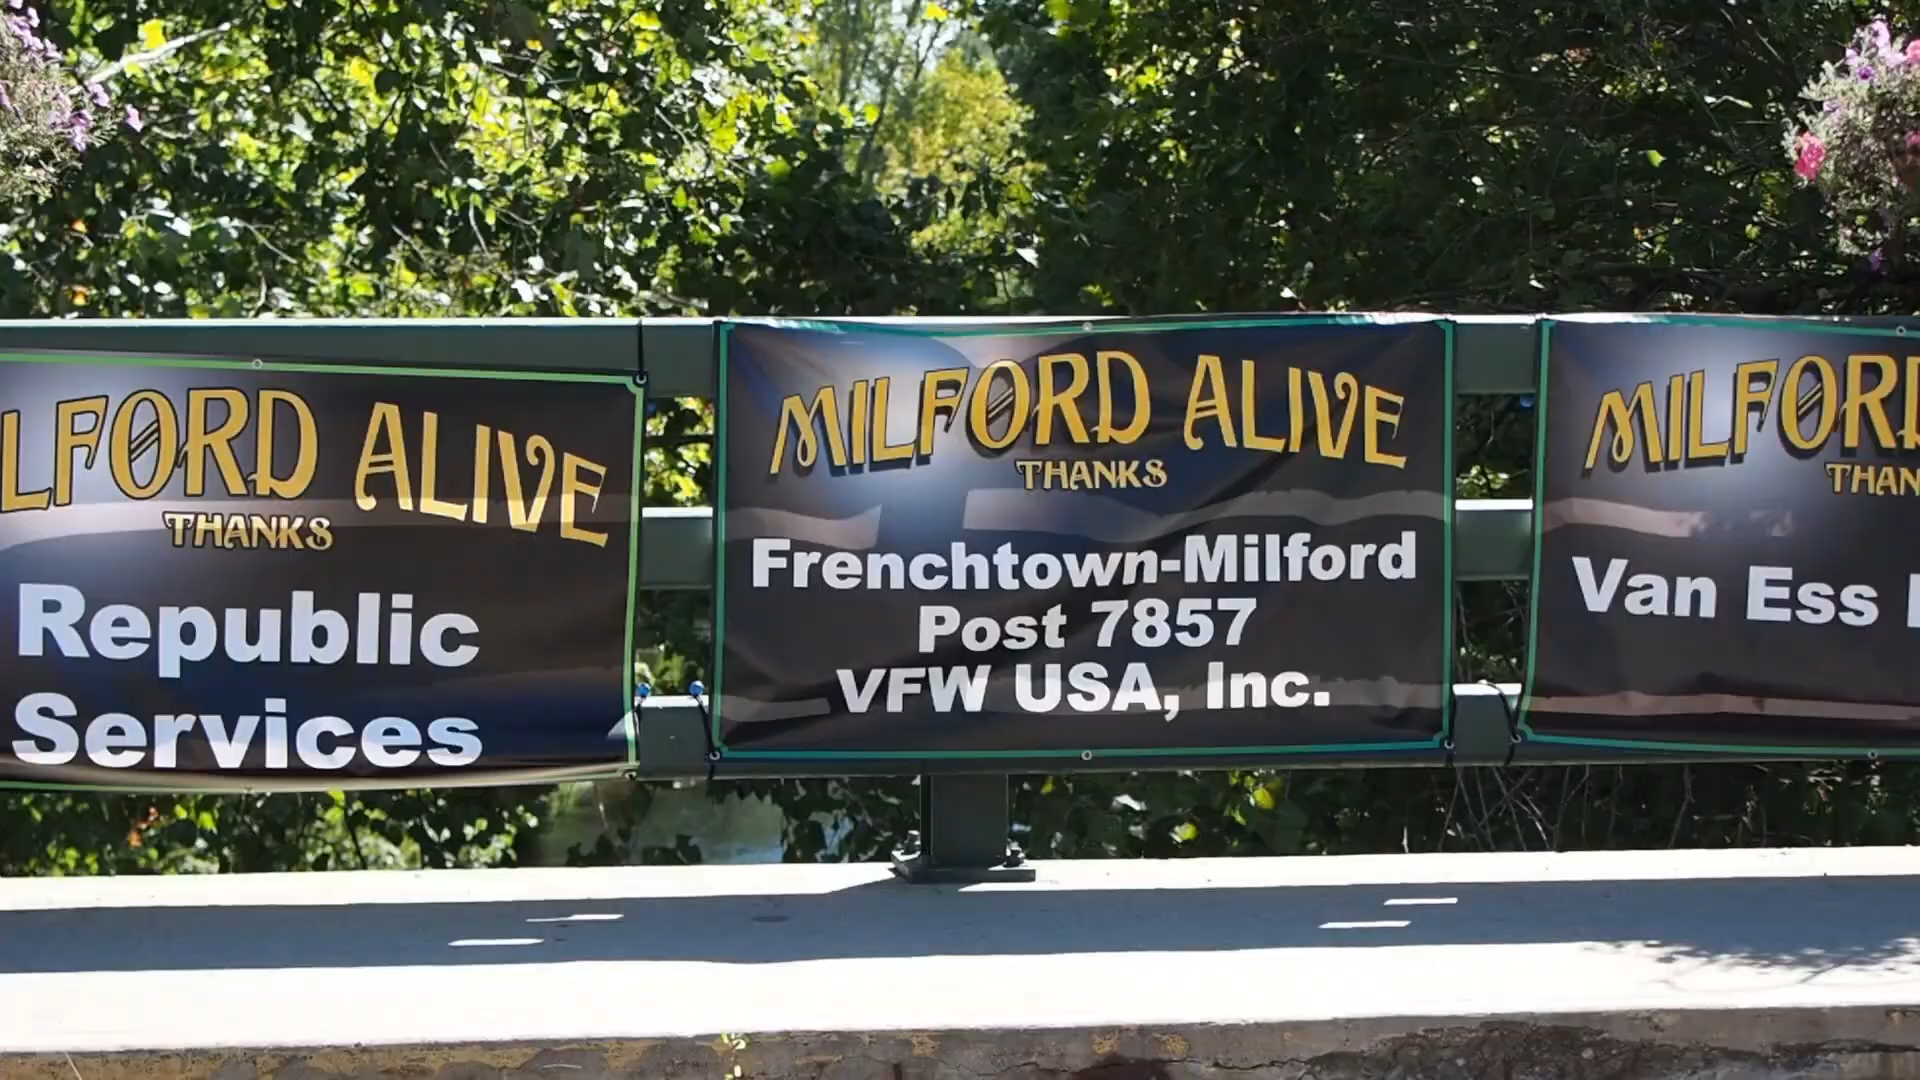 LFORD ALIVE
THANKS
Republic
Services
MILFORD ALIVE
THANKS
Frenchtown-Milford
Post 7857
VFW USA, Inc.
MILFORD
THAN
Van Ess